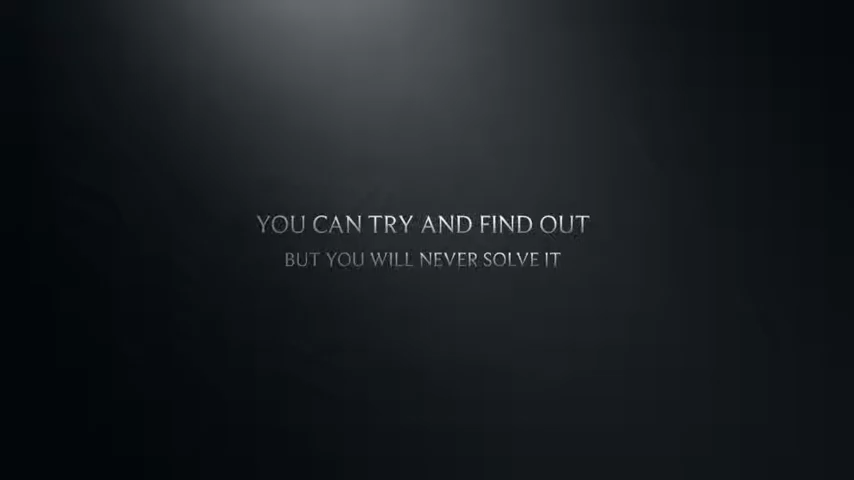 YOU CAN TRY AND FIND OUT
BUT YOU WILL NEVER SOLVE IT